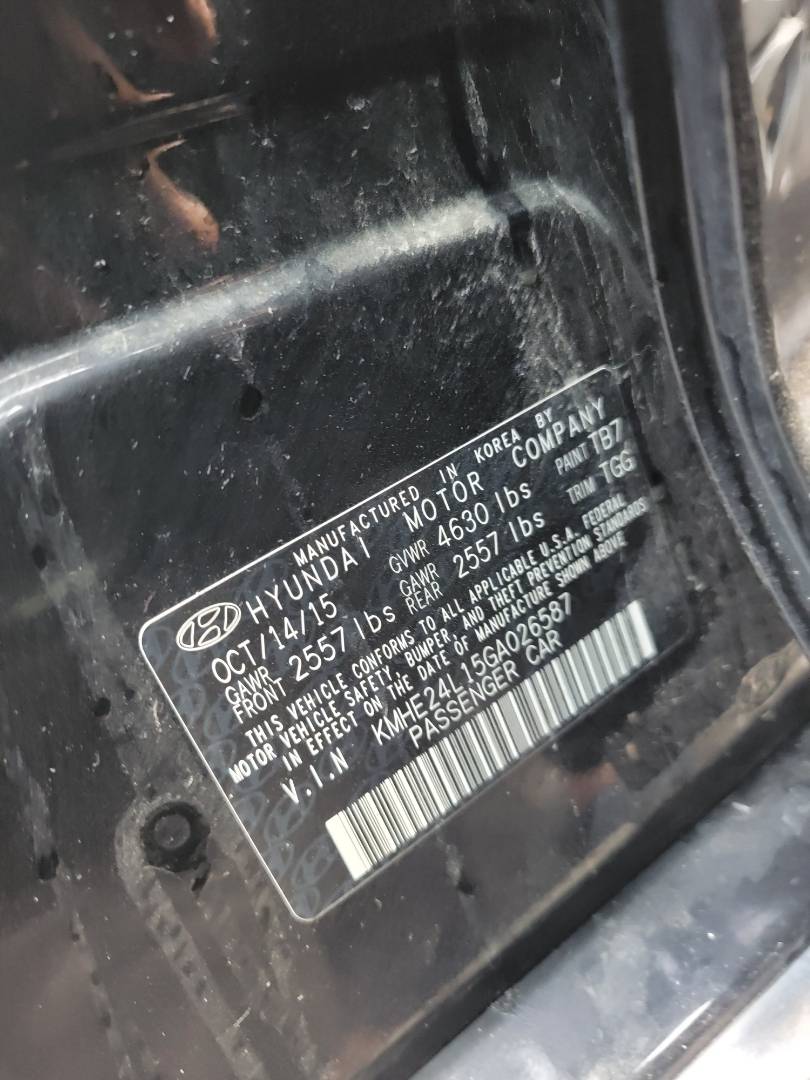 MANUFACTURED IN KOREA BY
HYUNDAI MOTOR COMPANY
OCT/14/15 GVWR 4630 lbs PAINT TB7
GAWR FRONT 2557 lbs GAWR REAR 2557 lbs TRIM TGG
THIS VEHICLE CONFORMS TO ALL APPLICABLE U.S.A. FEDERAL
MOTOR VEHICLE SAFETY, BUMPER, AND THEFT PREVENTION STANDARDS
IN EFFECT ON THE DATE OF MANUFACTURE SHOWN ABOVE
V.I.N KMHE24L15GA026587
PASSENGER CAR